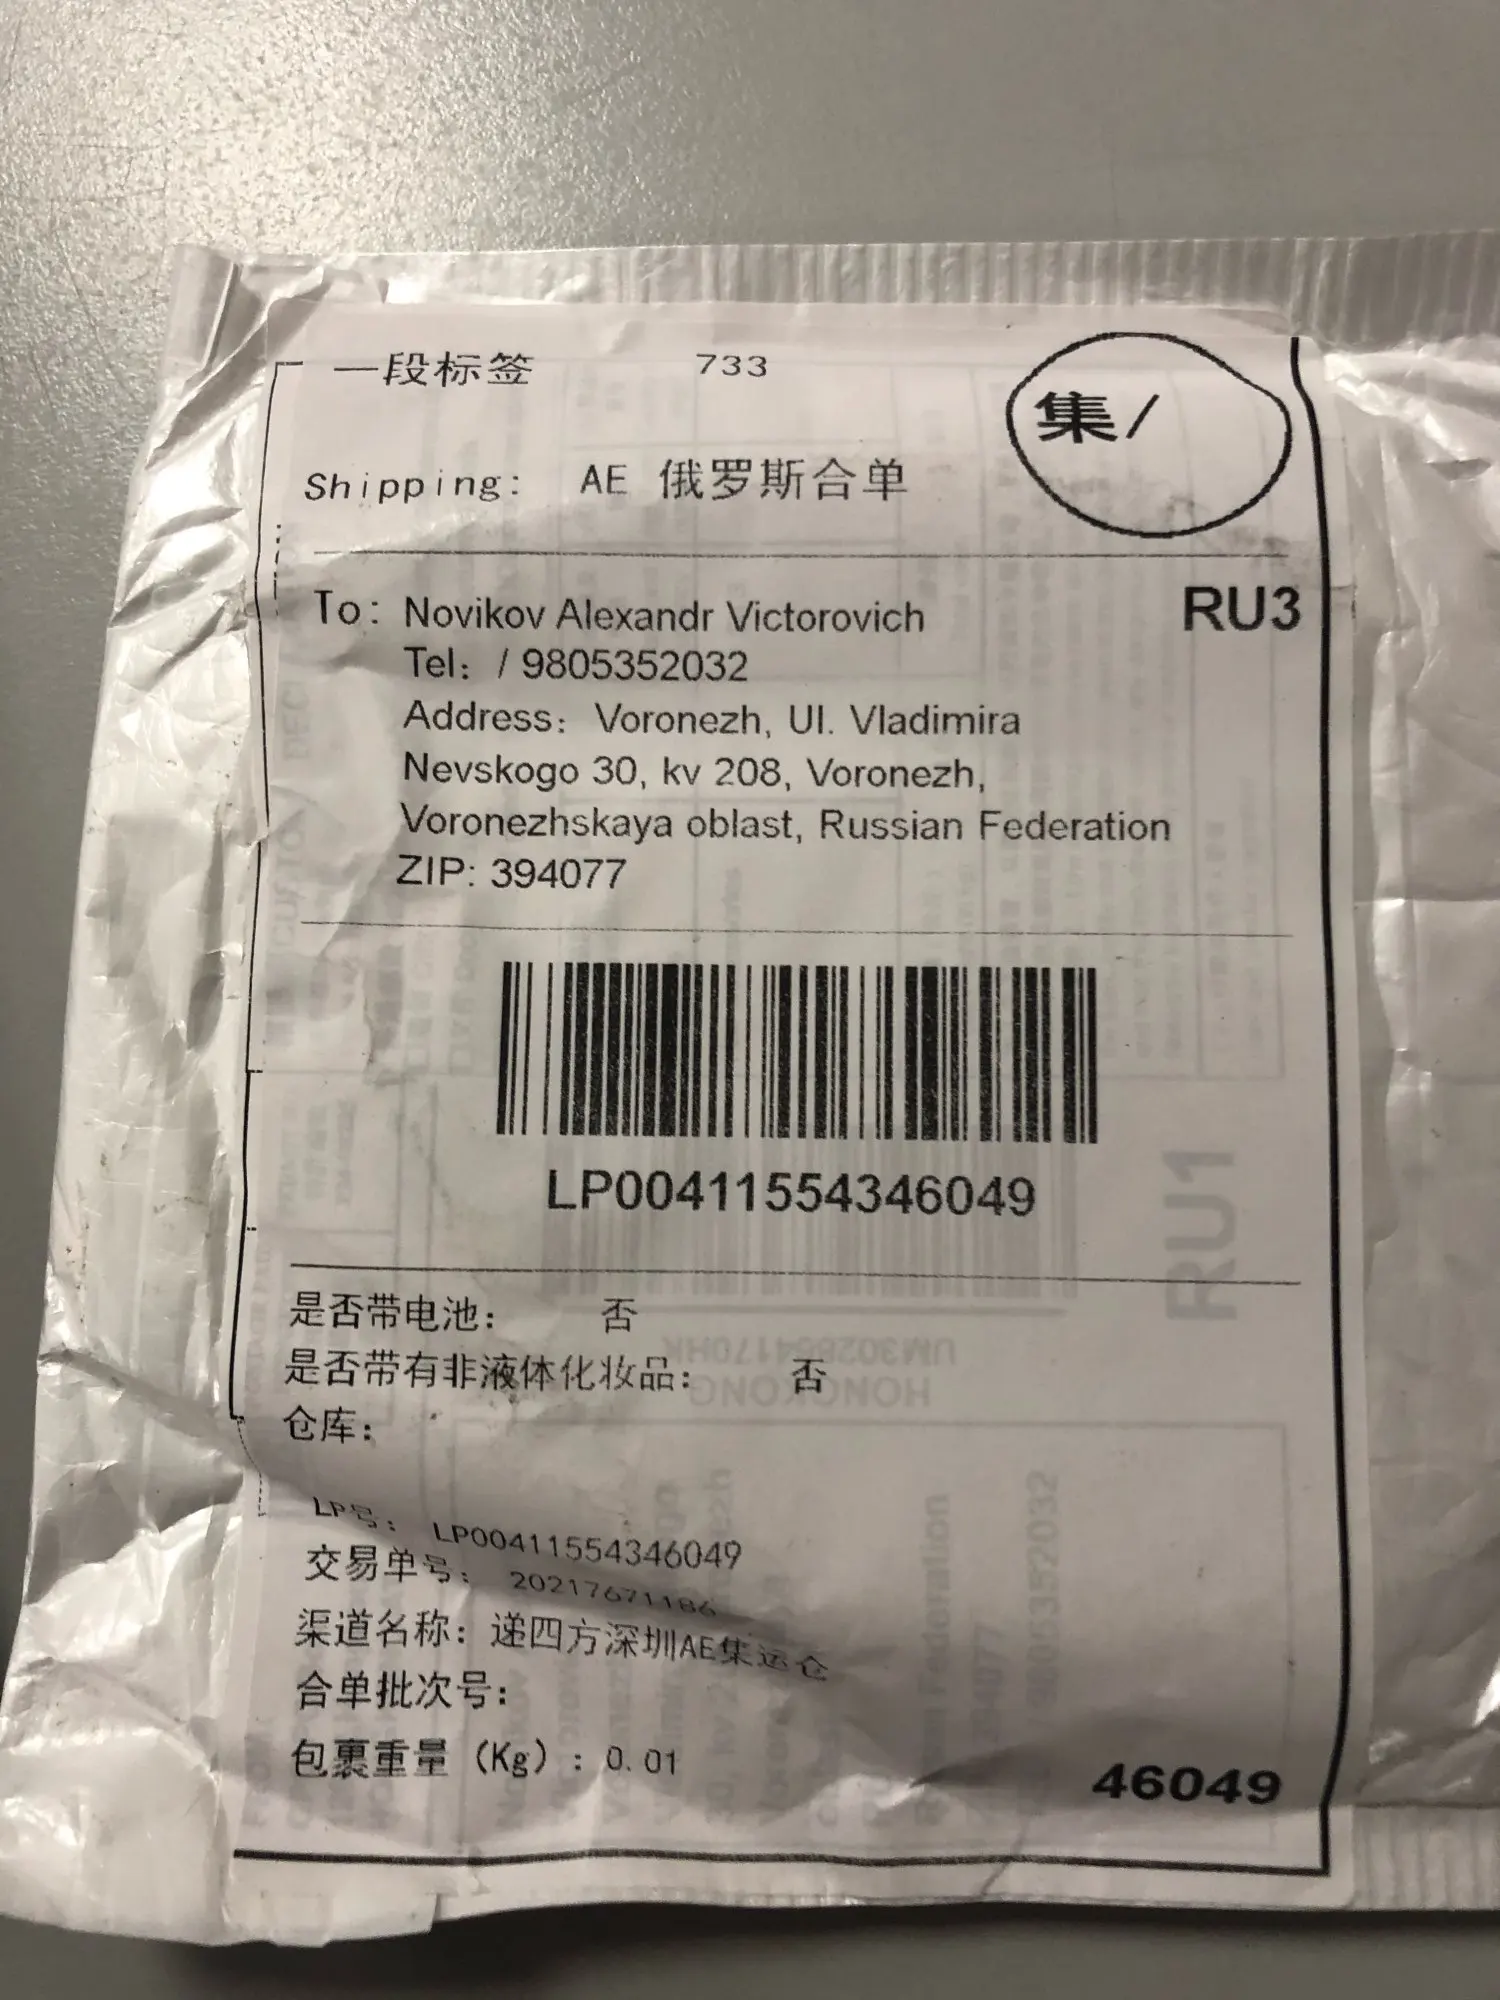 一段标签 733
集/
Shipping: AE 俄罗斯合单
To: Novikov Alexandr Victorovich RU3
Tel: / 9805352032
Address: Voronezh, Ul. Vladimira
Nevskogo 30, kv 208, Voronezh,
Voronezhskaya oblast, Russian Federation
ZIP: 394077
LP00411554346049
RU1
是否带电池: 否
UM302854170HK
是否带有非液体化妆品: 否
HONGKONG
仓库:
LP号: LP00411554346049
交易单号: 20217671186
渠道名称: 递四方深圳AE集运仓
合单批次号:
包裹重量 (Kg) : 0.01
46049